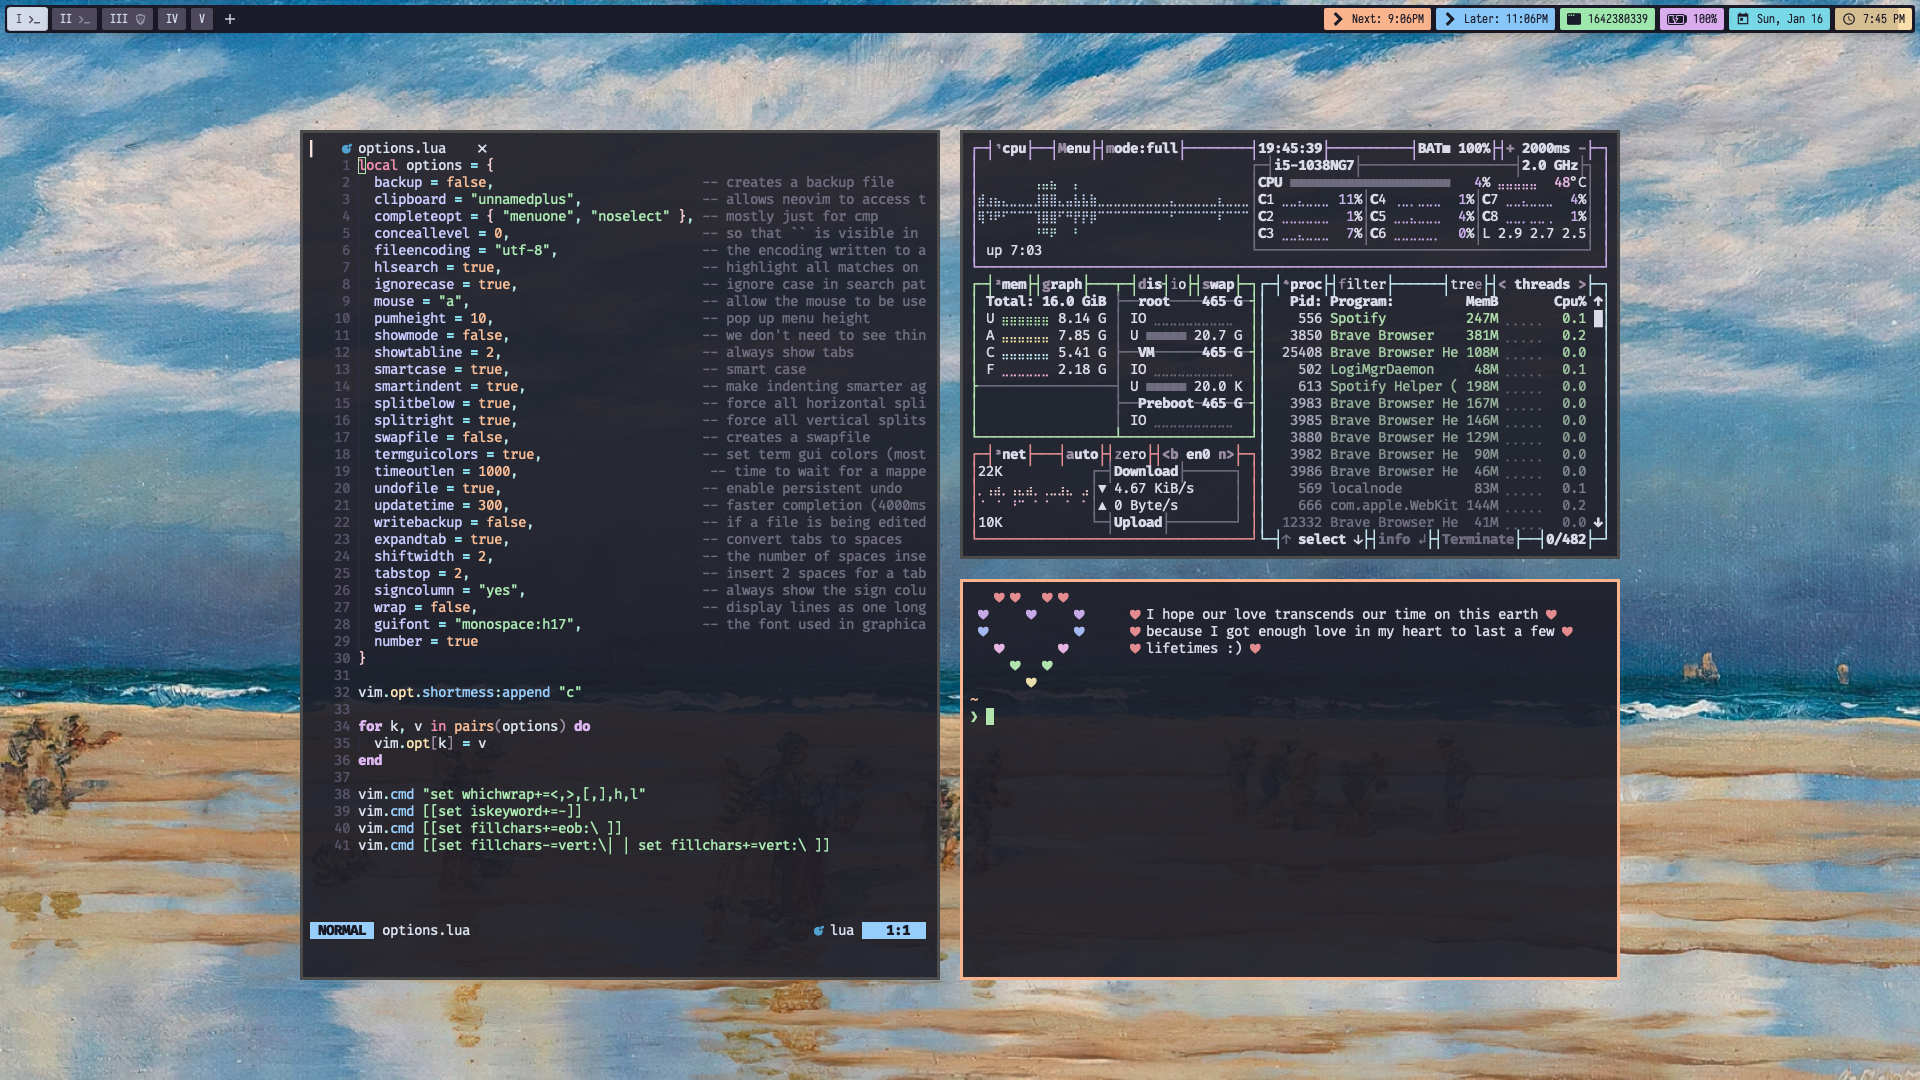 I >_ II >_ III IV V +
Next: 9:06PM Later: 11:06PM 1642380339 100% Sun, Jan 16 7:45 PM
options.lua ×
1 local options = {
2 backup = false, -- creates a backup file
3 clipboard = "unnamedplus", -- allows neovim to access t
4 completeopt = { "menuone", "noselect" }, -- mostly just for cmp
5 conceallevel = 0, -- so that `` is visible in
6 fileencoding = "utf-8", -- the encoding written to a
7 hlsearch = true, -- highlight all matches on
8 ignorecase = true, -- ignore case in search pat
9 mouse = "a", -- allow the mouse to be use
10 pumheight = 10, -- pop up menu height
11 showmode = false, -- we don't need to see thin
12 showtabline = 2, -- always show tabs
13 smartcase = true, -- smart case
14 smartindent = true, -- make indenting smarter ag
15 splitbelow = true, -- force all horizontal spli
16 splitright = true, -- force all vertical splits
17 swapfile = false, -- creates a swapfile
18 termguicolors = true, -- set term gui colors (most
19 timeoutlen = 1000, -- time to wait for a mappe
20 undofile = true, -- enable persistent undo
21 updatetime = 300, -- faster completion (4000ms
22 writebackup = false, -- if a file is being edited
23 expandtab = true, -- convert tabs to spaces
24 shiftwidth = 2, -- the number of spaces inse
25 tabstop = 2, -- insert 2 spaces for a tab
26 signcolumn = "yes", -- always show the sign colu
27 wrap = false, -- display lines as one long
28 guifont = "monospace:h17", -- the font used in graphica
29 number = true
30 }
31
32 vim.opt.shortmess:append "c"
33
34 for k, v in pairs(options) do
35 vim.opt[k] = v
36 end
37
38 vim.cmd "set whichwrap+=<,>,[,],h,l"
39 vim.cmd [[set iskeyword+=-]]
40 vim.cmd [[set fillchars+=eob:\ ]]
41 vim.cmd [[set fillchars-=vert:\| | set fillchars+=vert:\ ]]
NORMAL options.lua lua 1:1
¹cpu Menu mode:full 19:45:39 BAT■ 100% + 2000ms -
i5-1038NG7 2.0 GHz
CPU 4% 48°C
C1 11% C4 1% C7 4%
C2 1% C5 4% C8 1%
C3 7% C6 0% L 2.9 2.7 2.5
up 7:03
²mem graph disks io swap
Total: 16.0 GiB
U 8.14 G
A 7.85 G
C 5.41 G
F 2.18 G
root 465 G
IO
U 20.7 G
VM 465 G
IO
U 20.0 K
Preboot 465 G
IO
³net auto zero <b en0 n>
22K
Download
▼ 4.67 KiB/s
▲ 0 Byte/s
10K
Upload
⁴proc filter tree < threads >
Pid: Program: MemB Cpu% ↑
556 Spotify 247M 0.1
3850 Brave Browser 381M 0.2
25408 Brave Browser He 108M 0.0
502 LogiMgrDaemon 48M 0.1
613 Spotify Helper ( 198M 0.0
3983 Brave Browser He 167M 0.0
3985 Brave Browser He 146M 0.0
3880 Brave Browser He 129M 0.0
3982 Brave Browser He 90M 0.0
3986 Brave Browser He 46M 0.0
569 localnode 83M 0.1
666 com.apple.WebKit 144M 0.2
12332 Brave Browser He 41M 0.0 ↓
↑ select ↓ info ↲ Terminate 0/482
♥ I hope our love transcends our time on this earth ♥
♥ because I got enough love in my heart to last a few ♥
♥ lifetimes :) ♥
~
❯